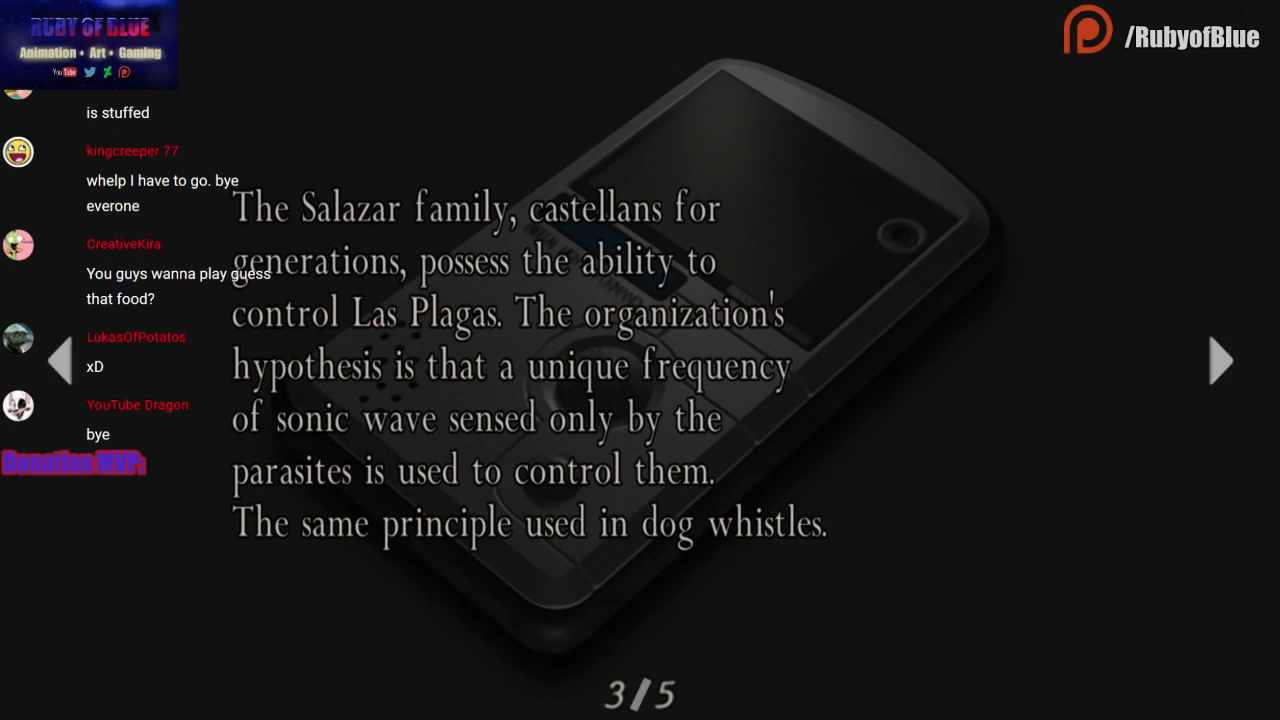 RUBY OF BLUE
Animation • Art • Gaming
YouTube
/RubyofBlue
is stuffed
kingcreeper 77
whelp I have to go. bye
everone
CreativeKira
You guys wanna play guess
that food?
LukasOfPotatos
xD
YouTube Dragon
bye
Donation MVP:
The Salazar family, castellans for
generations, possess the ability to
control Las Plagas. The organization's
hypothesis is that a unique frequency
of sonic wave sensed only by the
parasites is used to control them.
The same principle used in dog whistles.
3/5